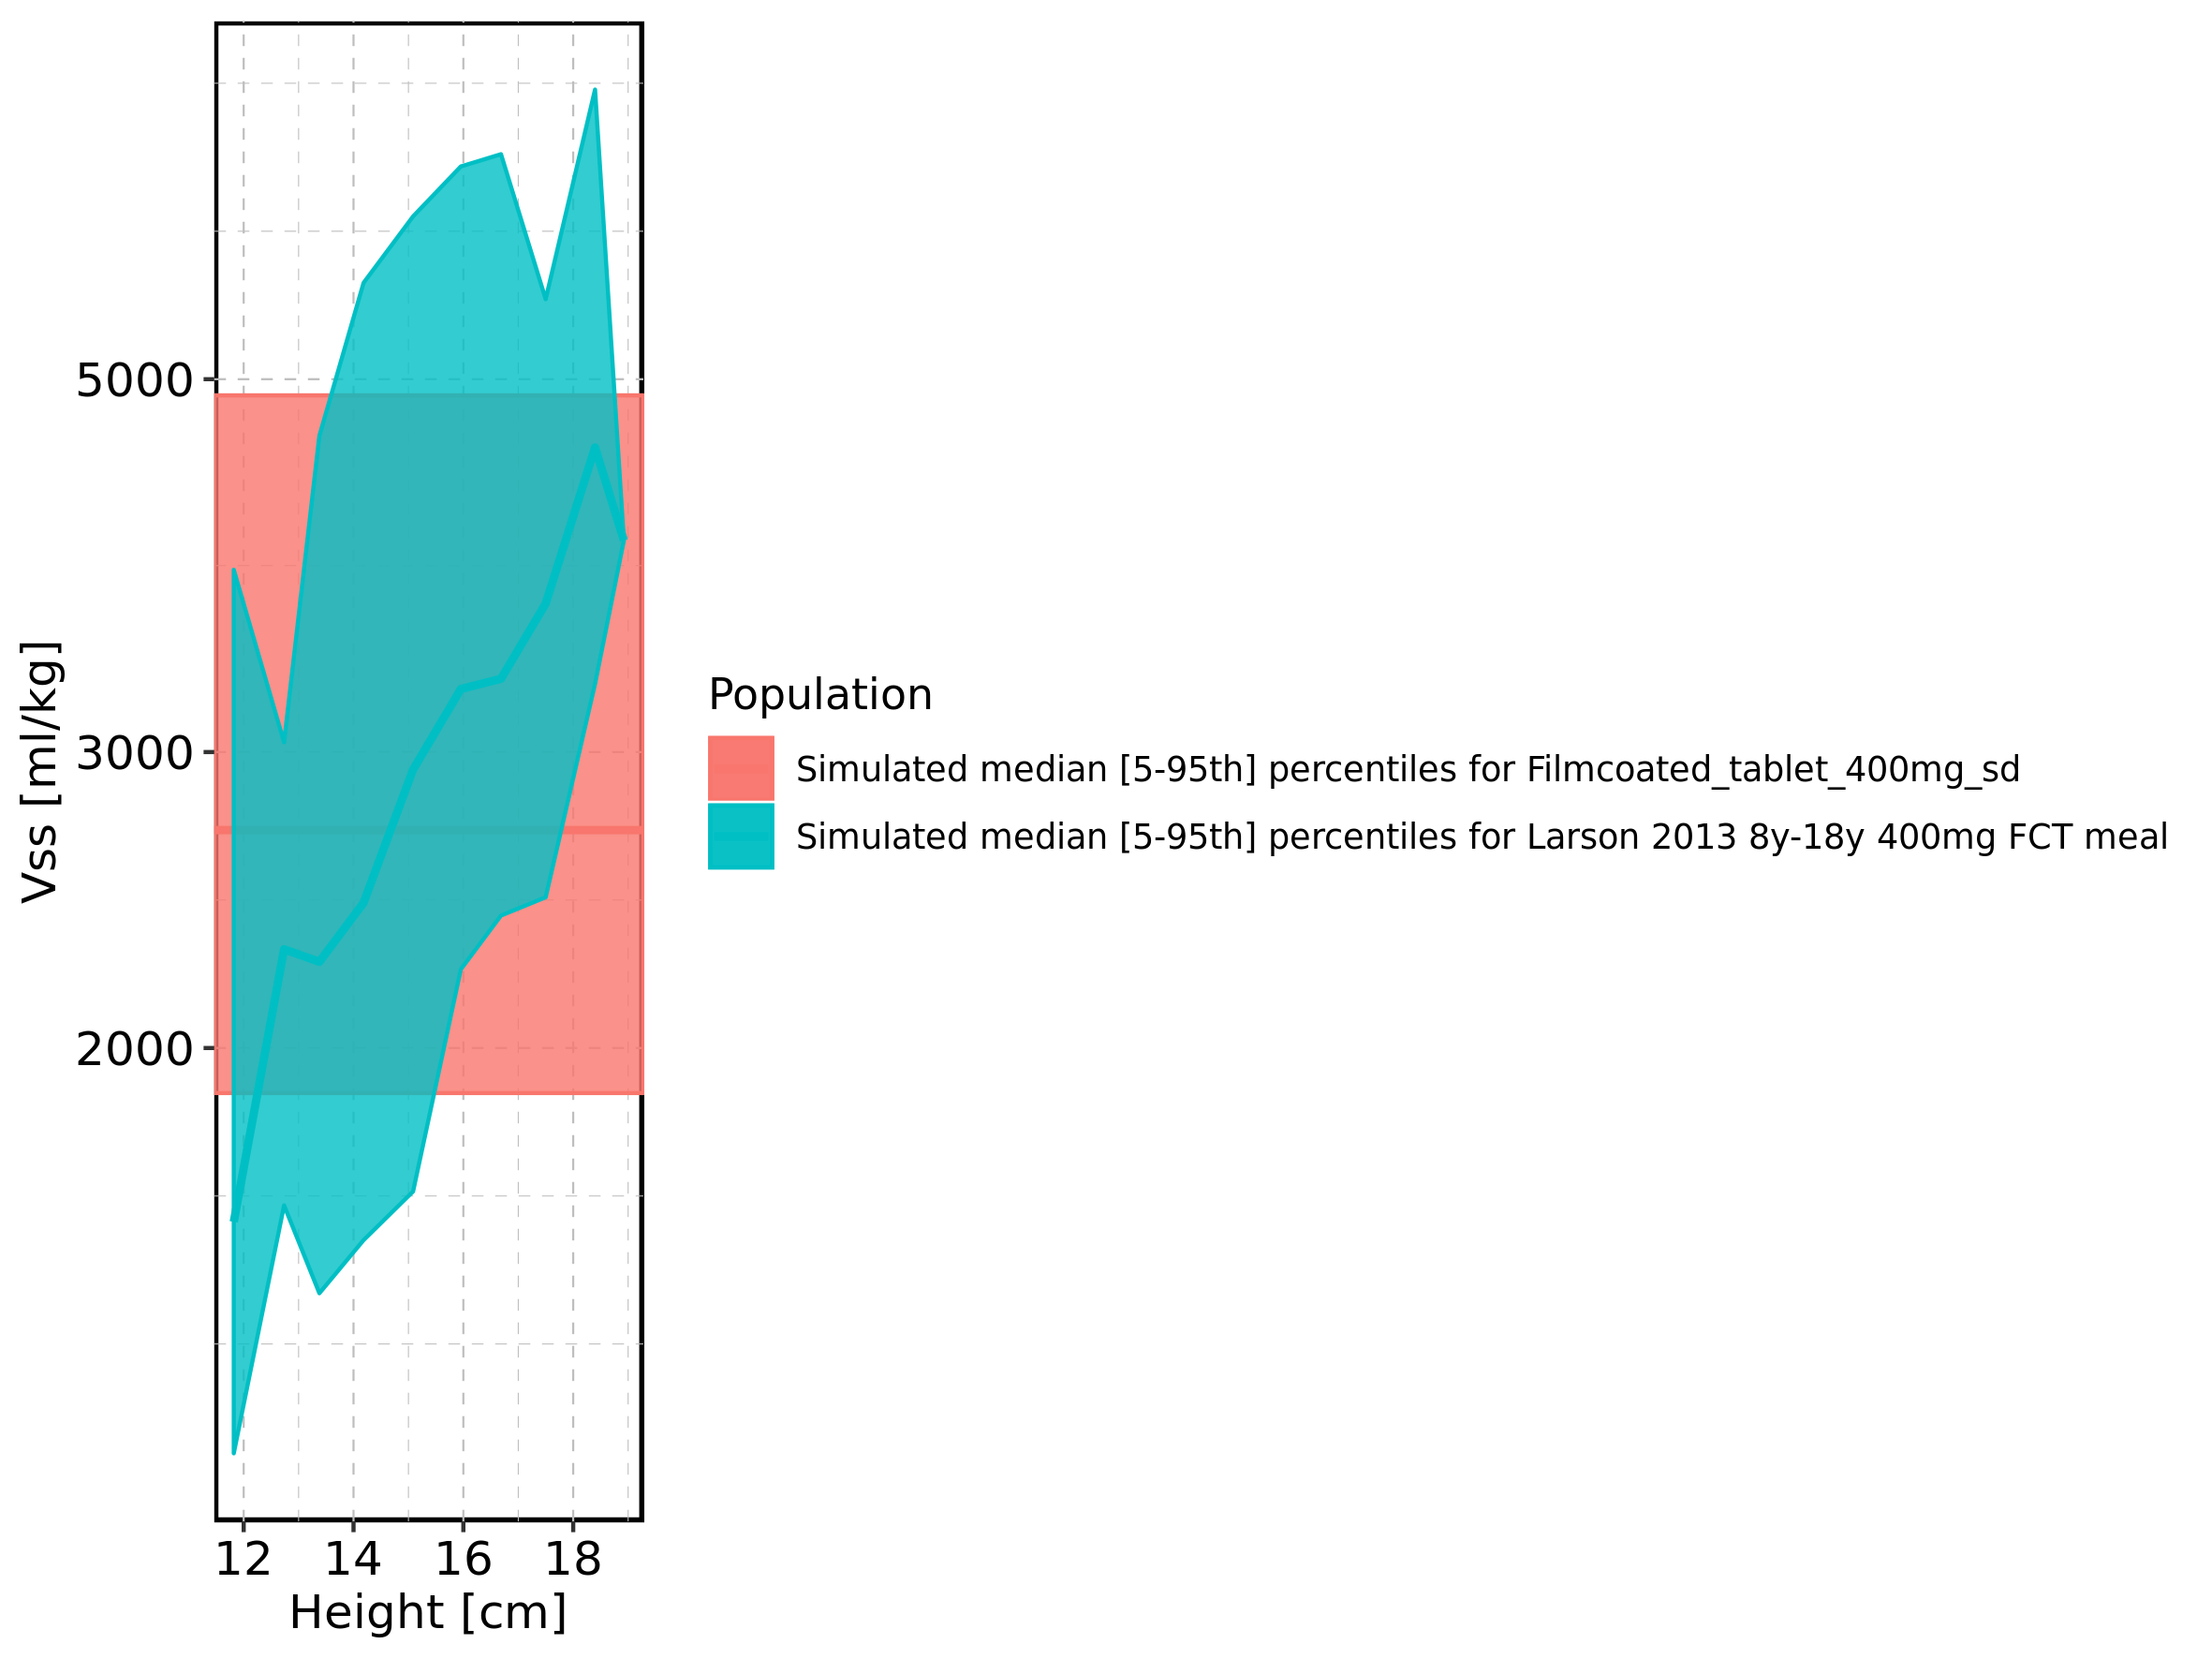 Vss [ml/kg]
5000
3000
2000
12 14 16 18
Height [cm]
Population
Simulated median [5-95th] percentiles for Filmcoated_tablet_400mg_sd
Simulated median [5-95th] percentiles for Larson 2013 8y-18y 400mg FCT meal